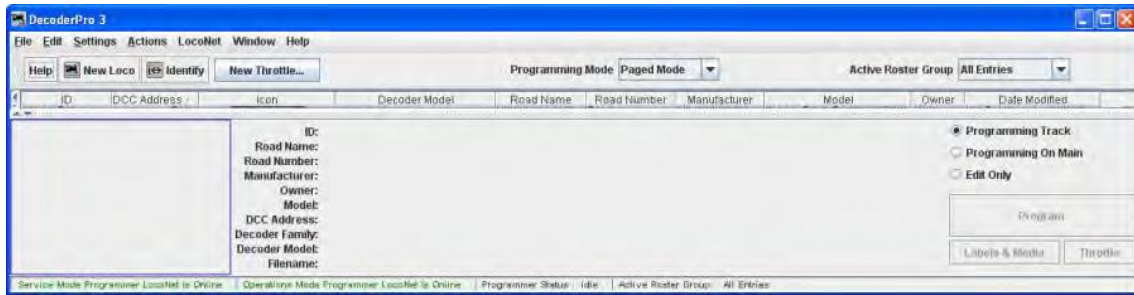 DecoderPro 3
File Edit Settings Actions LocoNet Window Help
Help New Loco Identify New Throttle... Programming Mode Paged Mode Active Roster Group All Entries
ID DCC Address Icon Decoder Model Road Name Road Number Manufacturer Model Owner Date Modified
ID:
Road Name:
Road Number:
Manufacturer:
Owner:
Model:
DCC Address:
Decoder Family:
Decoder Model:
Filename:
Programming Track
Programming On Main
Edit Only
Program
Labels & Media Throttle
Service Mode Programmer LocoNet Is Online Operations Mode Programmer LocoNet Is Online Programmer Status : Idle Active Roster Group: All Entries